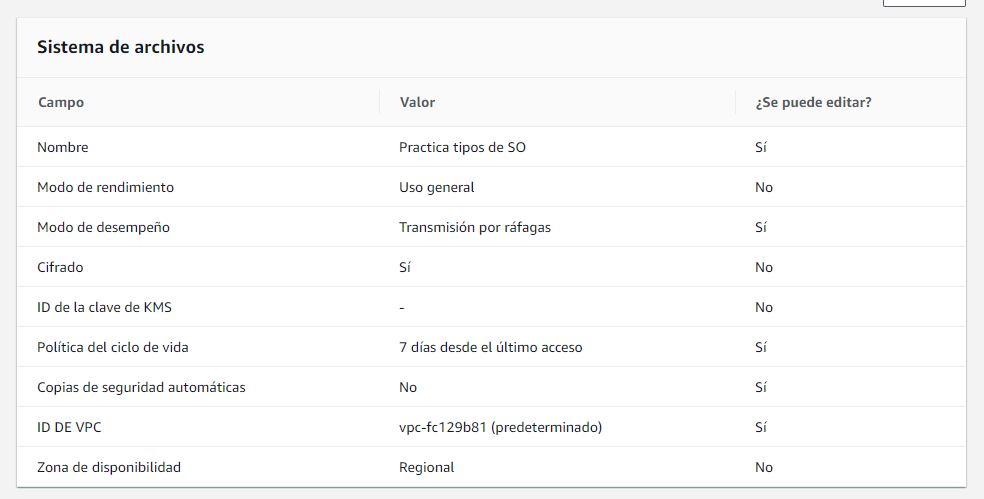 Sistema de archivos
Campo Valor ¿Se puede editar?
Nombre Practica tipos de SO Sí
Modo de rendimiento Uso general No
Modo de desempeño Transmisión por ráfagas Sí
Cifrado Sí No
ID de la clave de KMS - No
Política del ciclo de vida 7 días desde el último acceso Sí
Copias de seguridad automáticas No Sí
ID DE VPC vpc-fc129b81 (predeterminado) Sí
Zona de disponibilidad Regional No